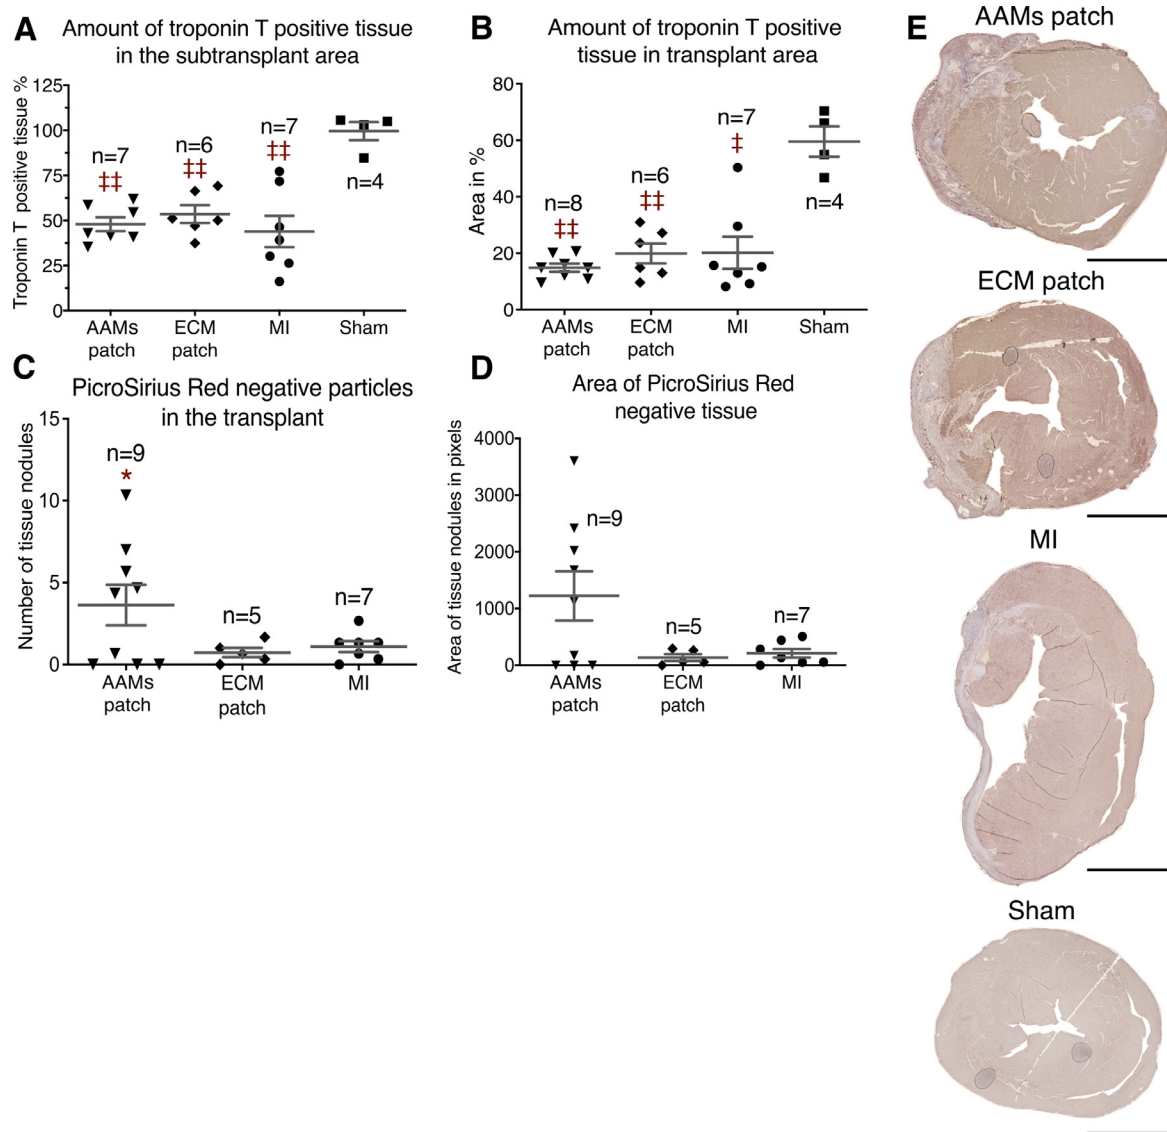 A
Amount of troponin T positive tissue
in the subtransplant area
Troponin T positive tissue %
125
100
75
50
25
0
n=7
‡‡
n=6
‡‡
n=7
‡‡
n=4
AAMs
patch
ECM
patch
MI
Sham
B
Amount of troponin T positive
tissue in transplant area
Area in %
80
60
40
20
0
n=8
‡‡
n=6
‡‡
n=7
‡
n=4
AAMs
patch
ECM
patch
MI
Sham
C
PicroSirius Red negative particles
in the transplant
Number of tissue nodules
15
10
5
0
n=9
*
n=5
n=7
AAMs
patch
ECM
patch
MI
D
Area of PicroSirius Red
negative tissue
Area of tissue nodules in pixels
4000
3000
2000
1000
0
n=9
n=5
n=7
AAMs
patch
ECM
patch
MI
E
AAMs patch
ECM patch
MI
Sham